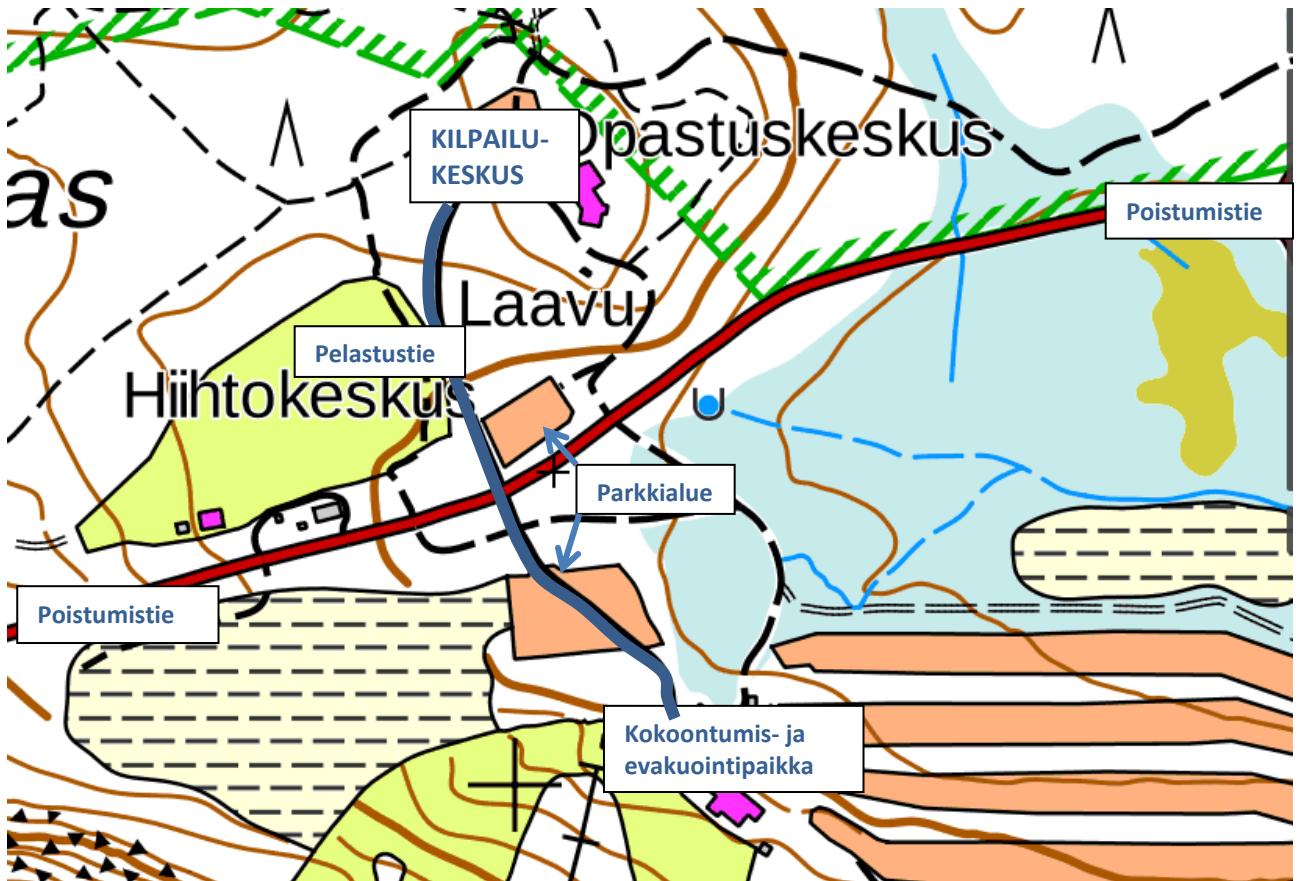 KILPAILU-
KESKUS
Opastuskeskus
as
Poistumistie
Laavu
Pelastustie
Hiihtokeskus
Parkkialue
Poistumistie
Kokoontumis- ja
evakuointipaikka